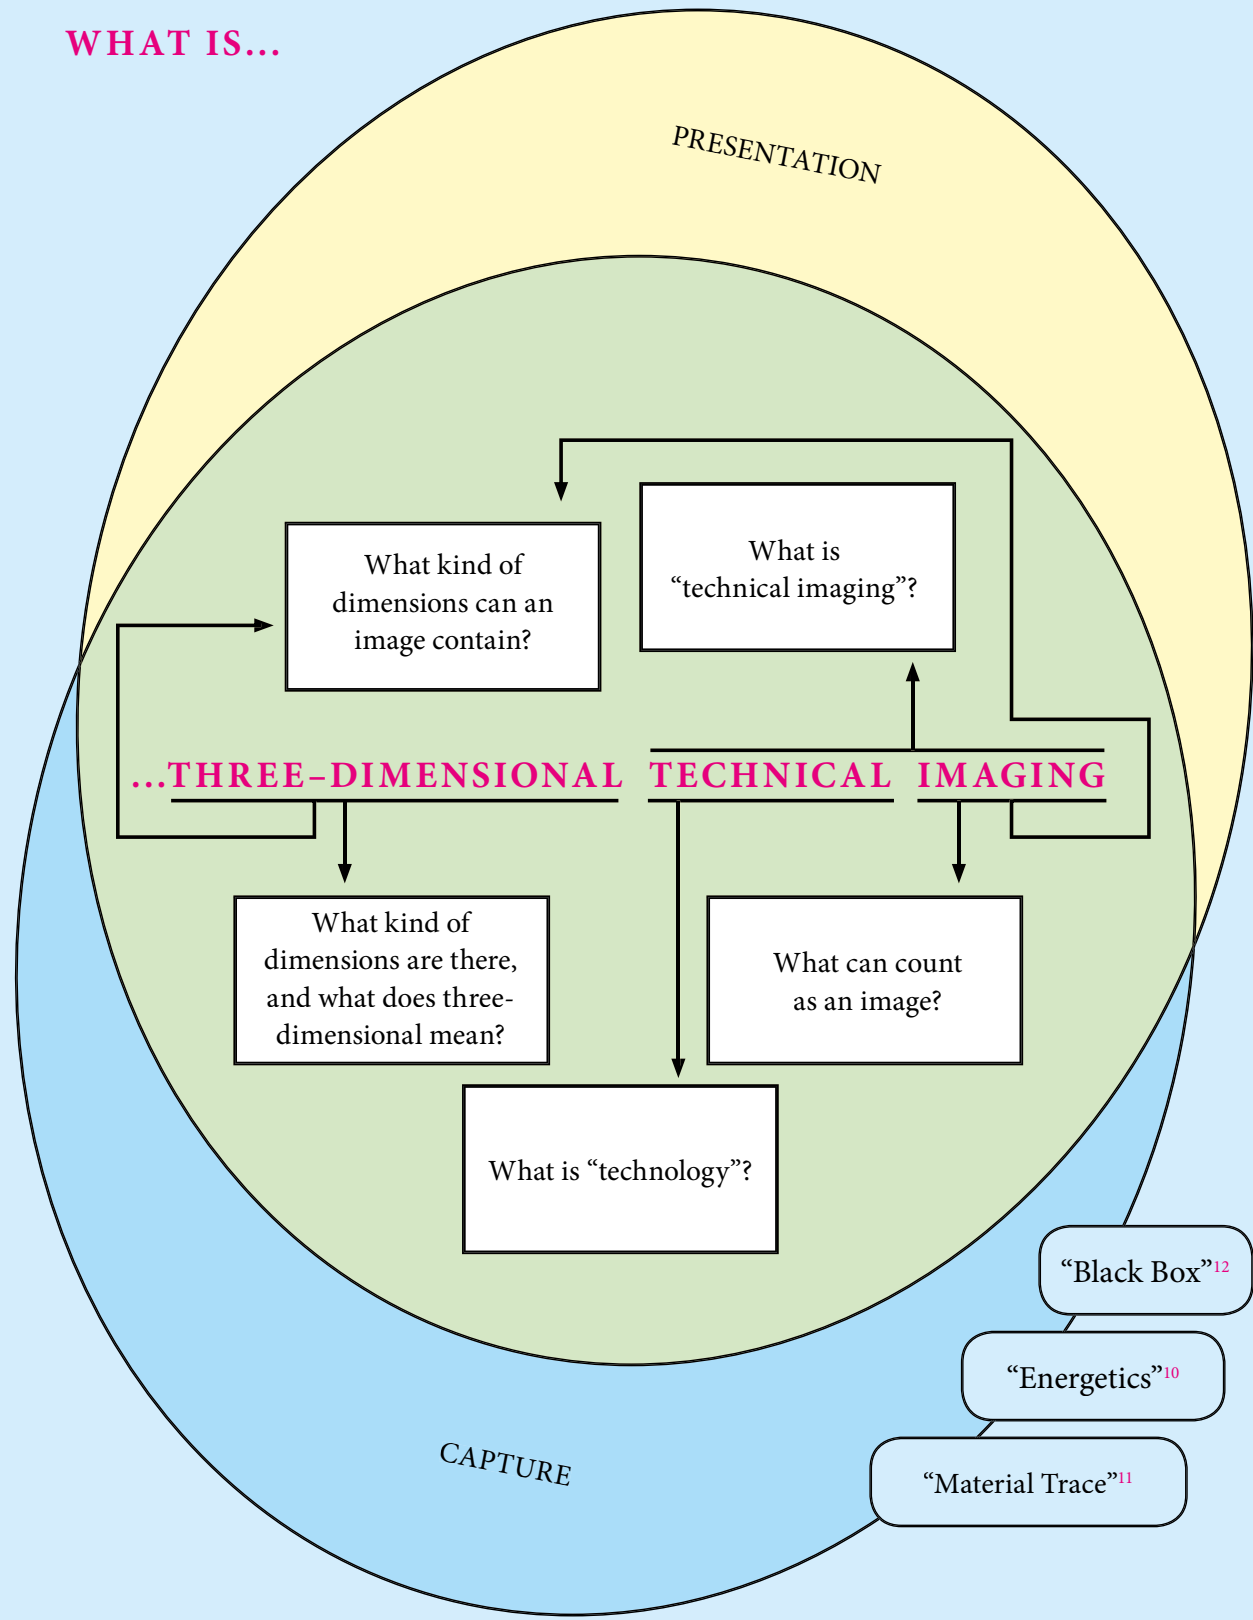 WHAT IS...
PRESENTATION
What kind of
dimensions can an
image contain?
What is
“technical imaging”?
...THREE–DIMENSIONAL TECHNICAL IMAGING
What kind of
dimensions are there,
and what does three-
dimensional mean?
What can count
as an image?
What is “technology”?
“Black Box”12
“Energetics”10
“Material Trace”11
CAPTURE